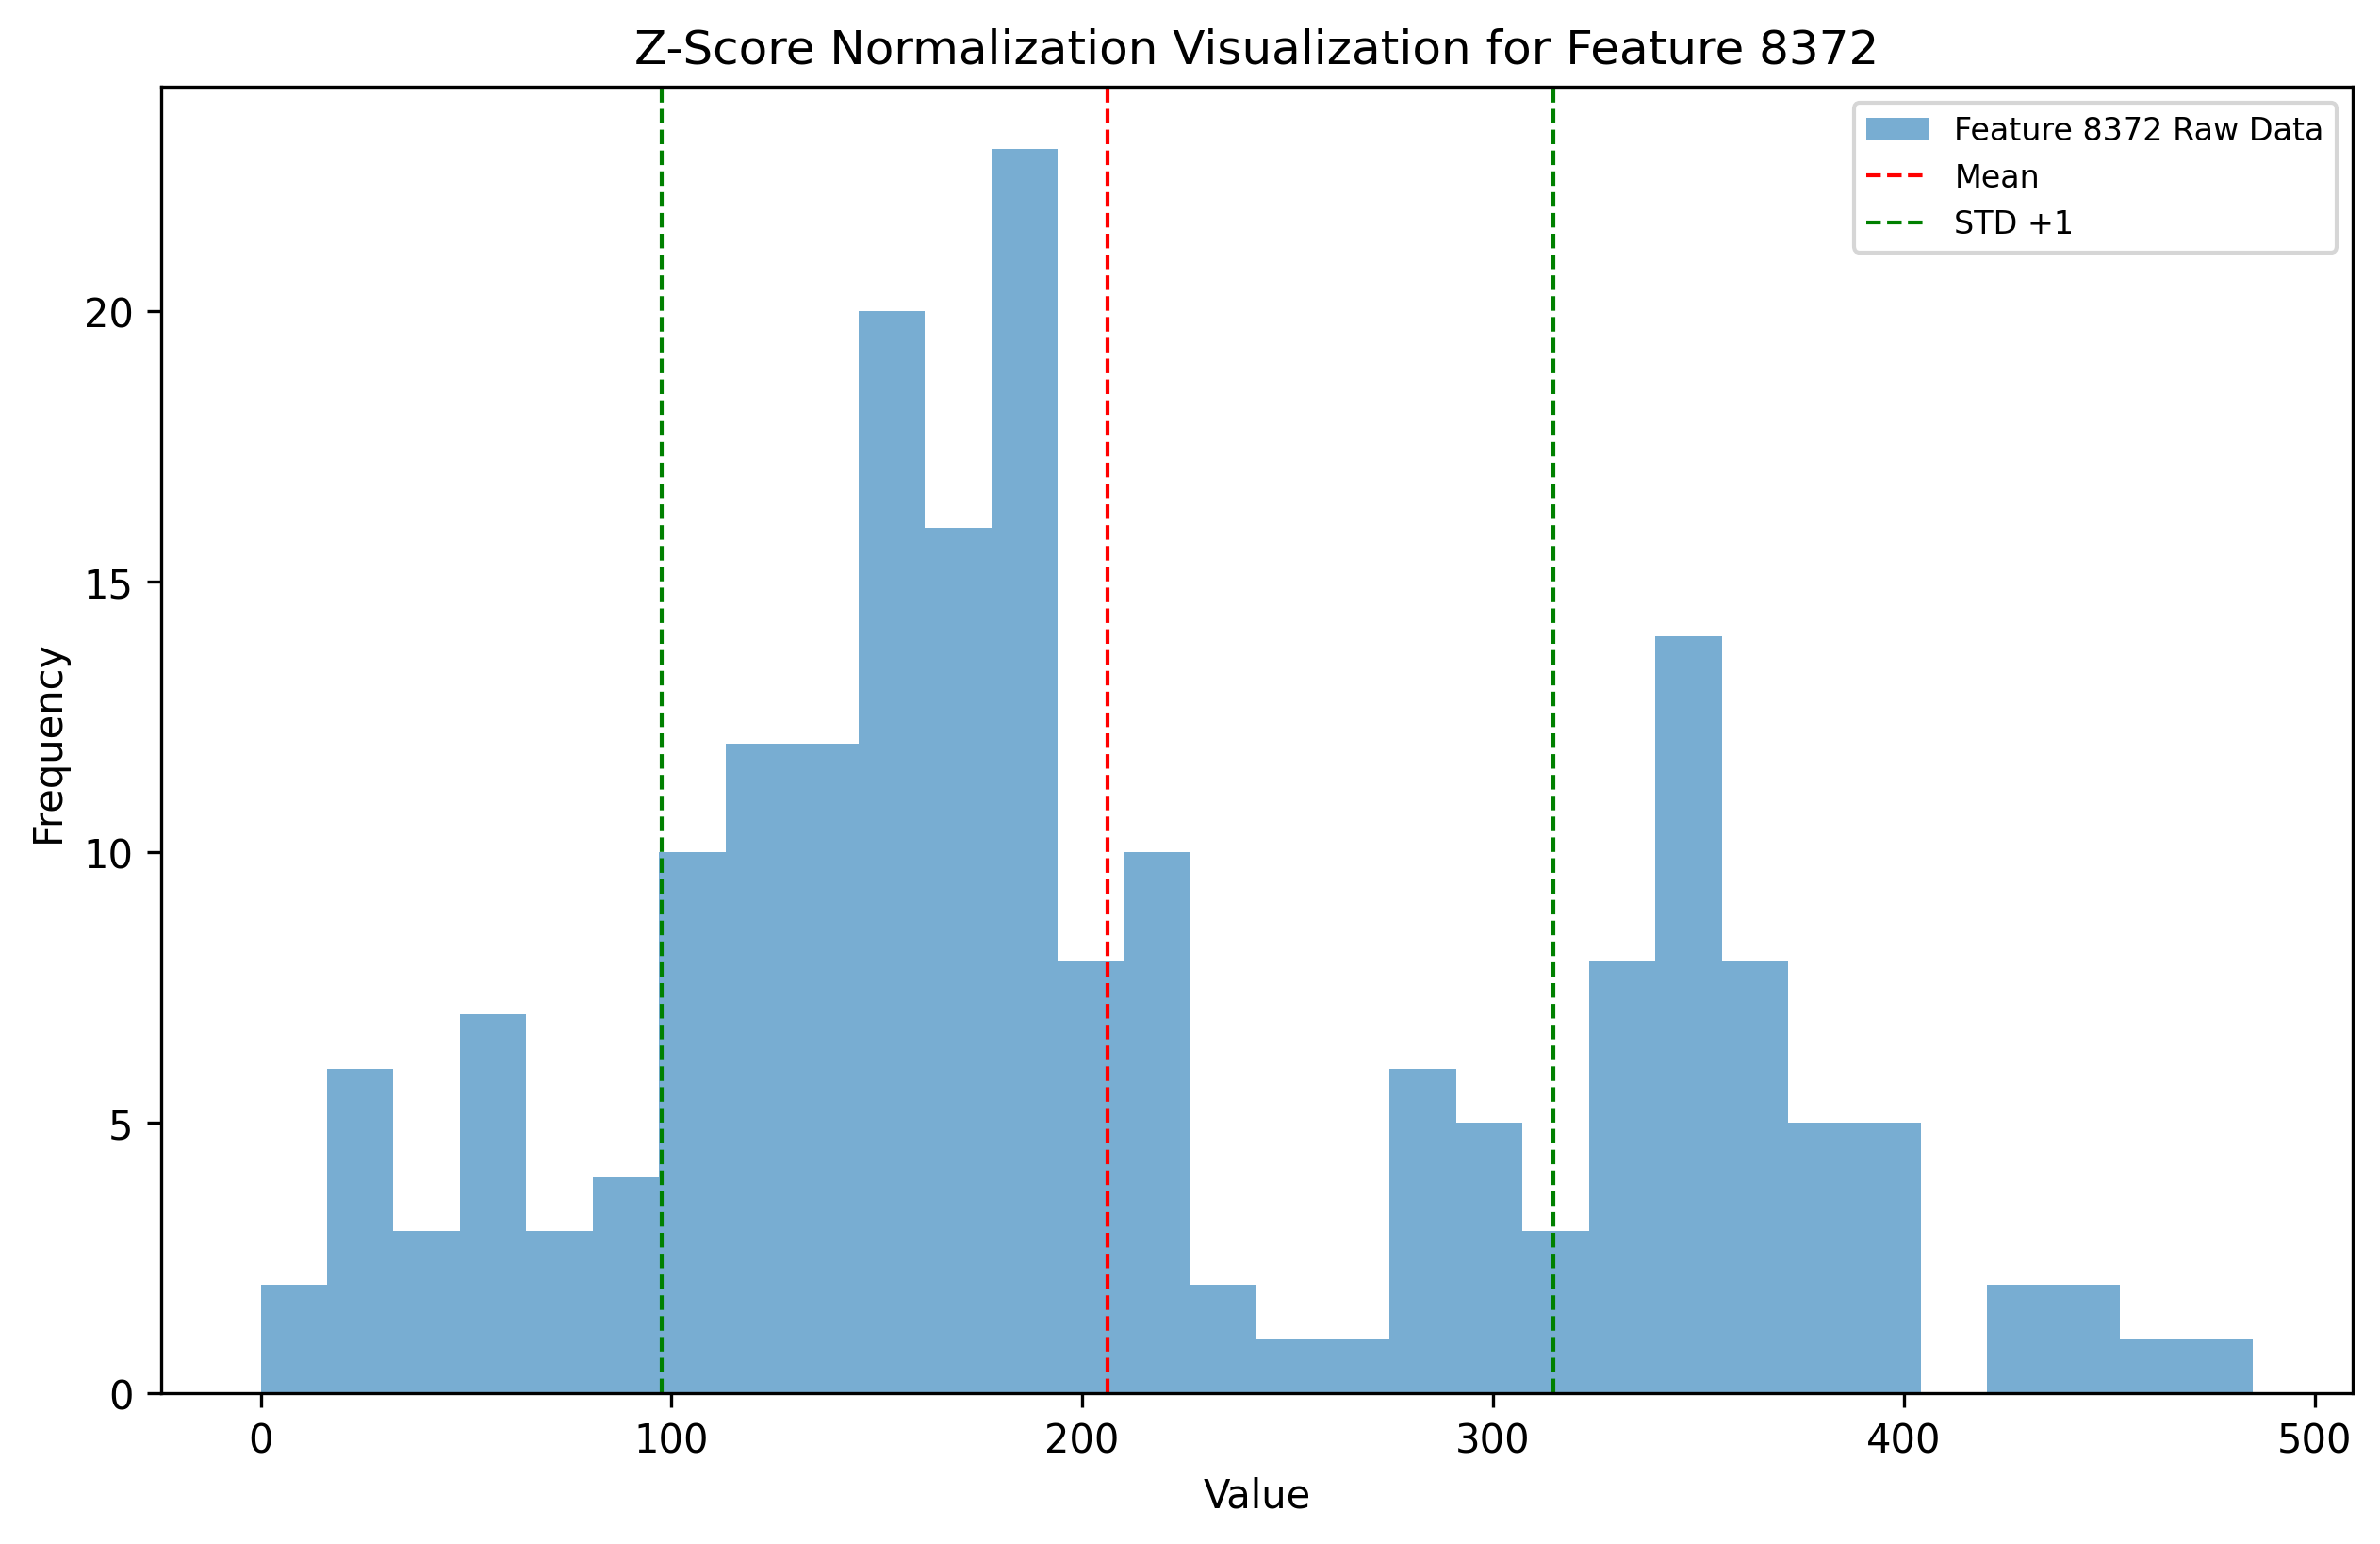 Z-Score Normalization Visualization for Feature 8372
Feature 8372 Raw Data
Mean
STD +1
Frequency
20
15
10
5
0
0 100 200 300 400 500
Value